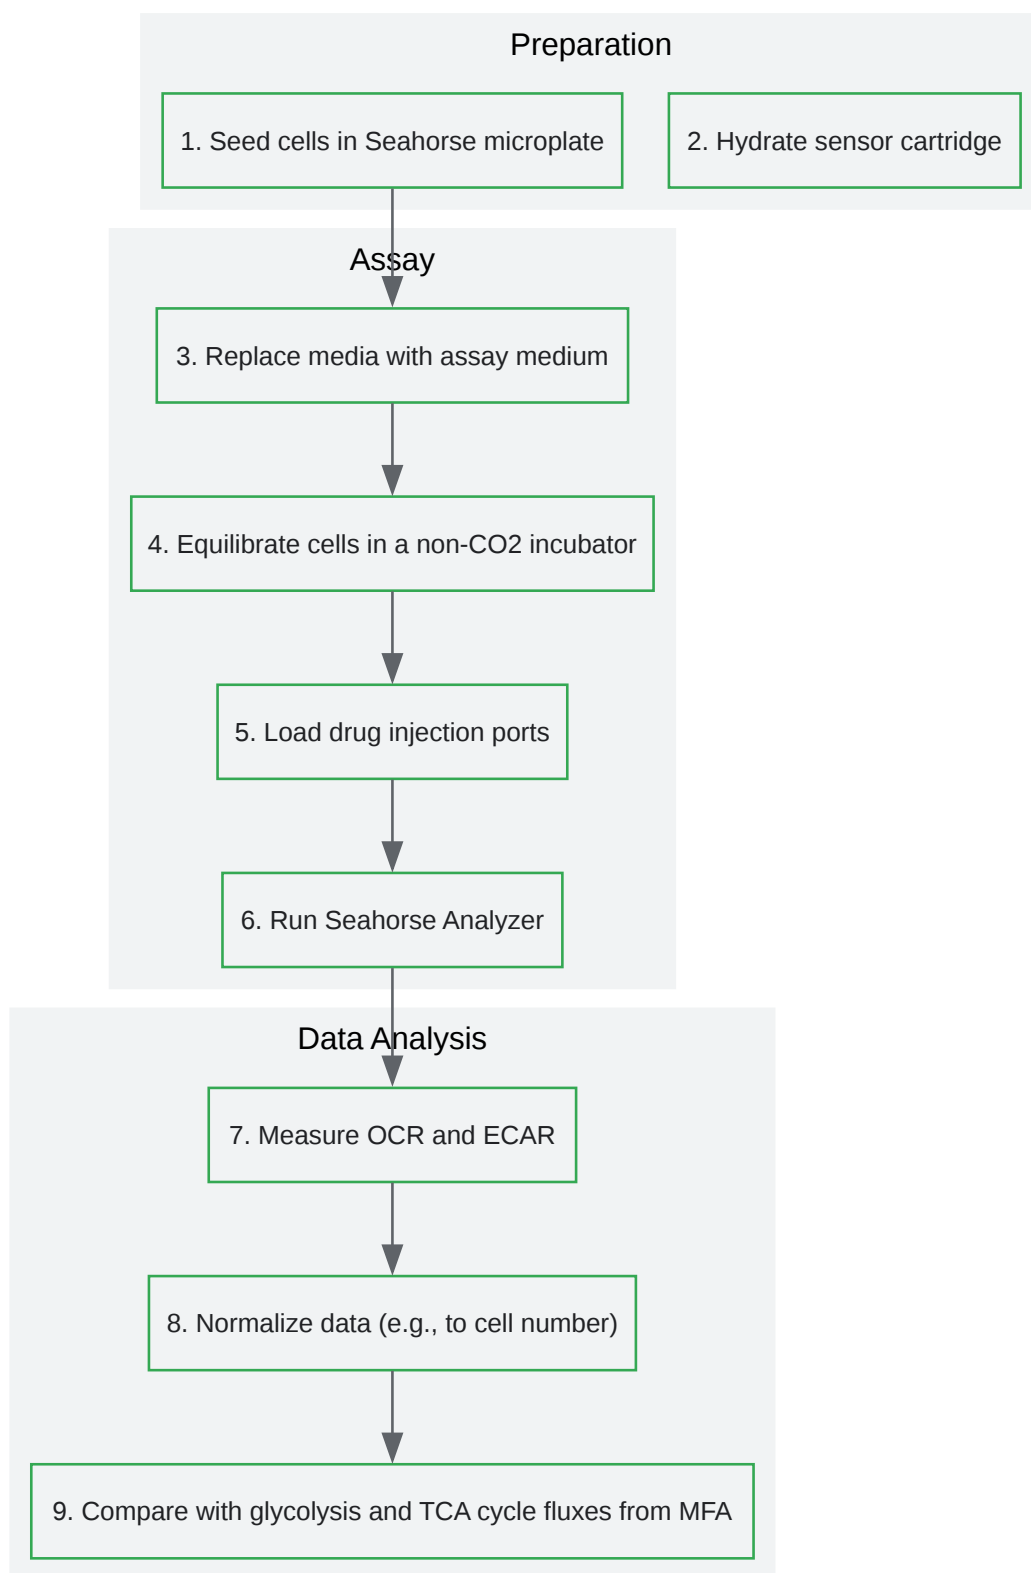 Preparation
1. Seed cells in Seahorse microplate
2. Hydrate sensor cartridge
Assay
3. Replace media with assay medium
4. Equilibrate cells in a non-CO2 incubator
5. Load drug injection ports
6. Run Seahorse Analyzer
Data Analysis
7. Measure OCR and ECAR
8. Normalize data (e.g., to cell number)
9. Compare with glycolysis and TCA cycle fluxes from MFA